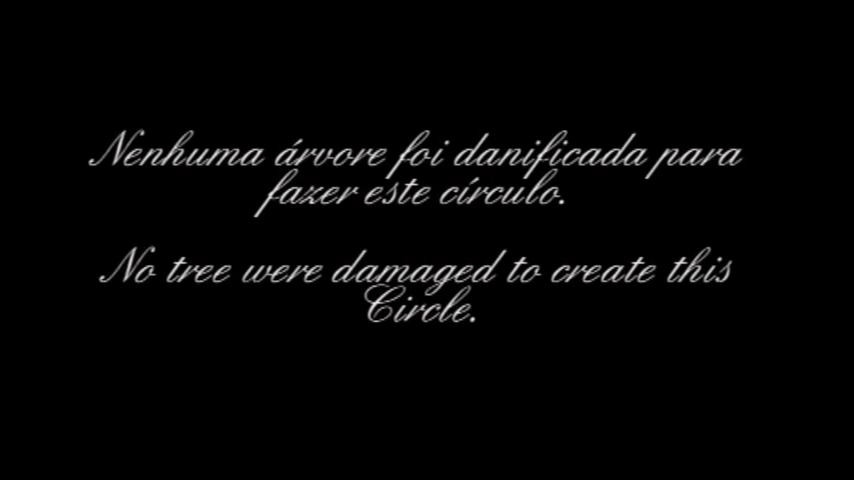 Nenhuma árvore foi danificada para
fazer este círculo.
No tree were damaged to create this
Circle.